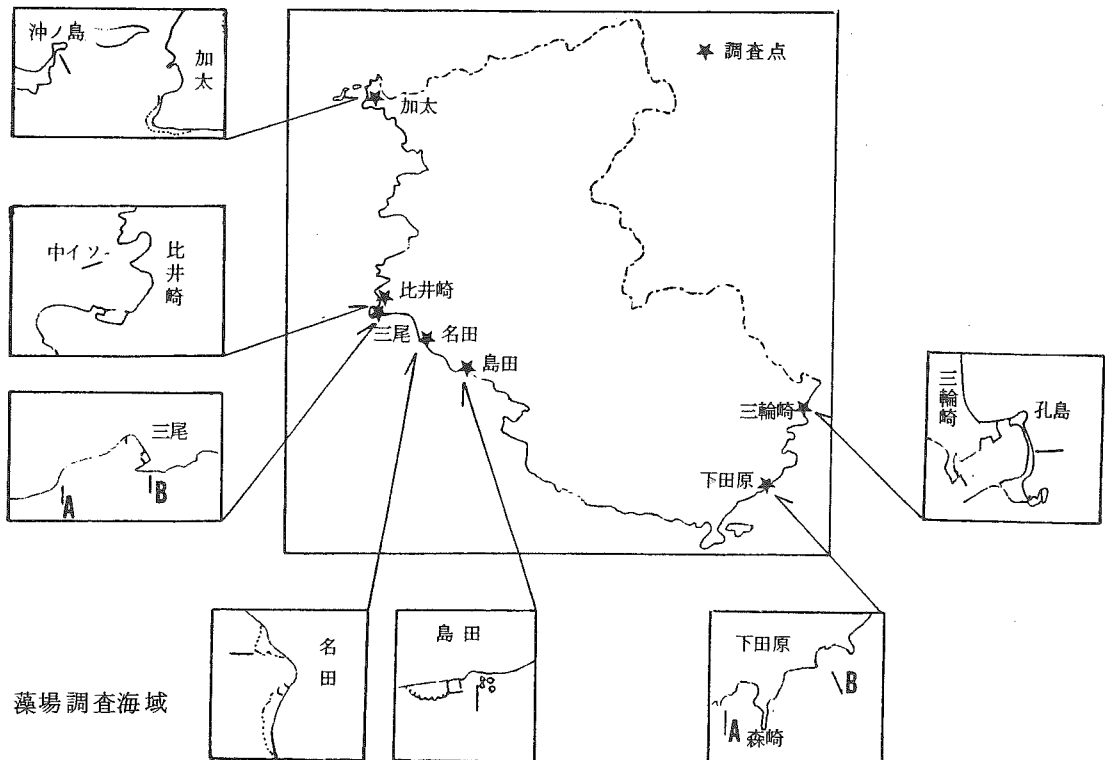 沖ノ島
加太
★ 調査点
加太
中イソ
比井崎
比井崎
三尾
名田
島田
三輪崎
下田原
三尾
A
B
三輪崎
孔島
名田
島田
下田原
B
A
森崎
藻場調査海域